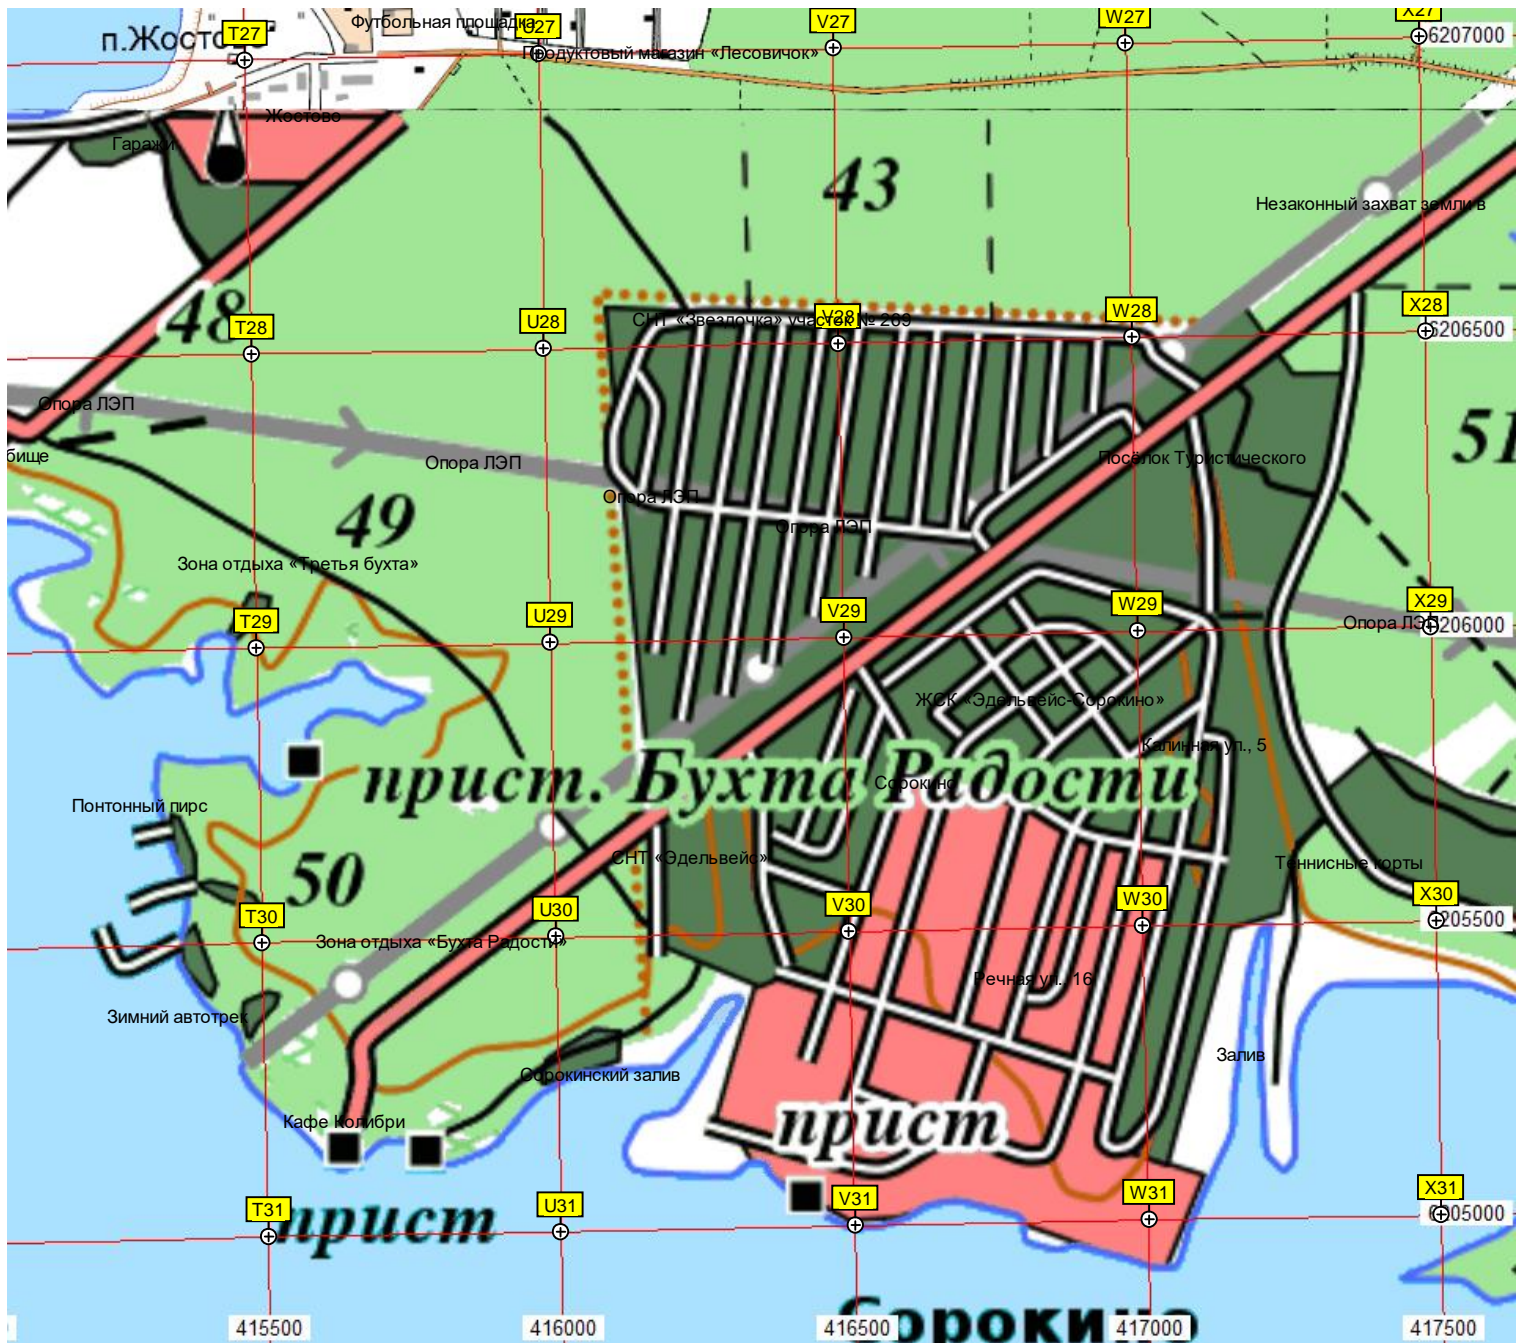 T27
Футбольная площадка
U27
V27
W27
X27
6207000
Продуктовый магазин «Лесовичок»
Жостово
Гаражи
43
Незаконный захват земли в
48
T28
U28
СНТ «Звездочка» участок № 269
V28
W28
X28
6206500
Опора ЛЭП
бище
Опора ЛЭП
Опора ЛЭП
Опора ЛЭП
Посёлок Туристического
51
49
Зона отдыха «Третья бухта»
T29
U29
V29
W29
X29
Опора ЛЭП
206000
ЖСК «Эдельвейс-Сорокино»
Калинная ул., 5
прист. Бухта Радости
Сорокино
Понтонный пирс
СНТ «Эдельвейс»
Теннисные корты
50
T30
U30
V30
W30
X30
205500
Зона отдыха «Бухта Радости»
Речная ул., 16
Зимний автотрек
Залив
Сорокинский залив
Кафе Колибри
прист
T31
U31
V31
W31
X31
прист
Сорокино
415500
416000
416500
417000
417500